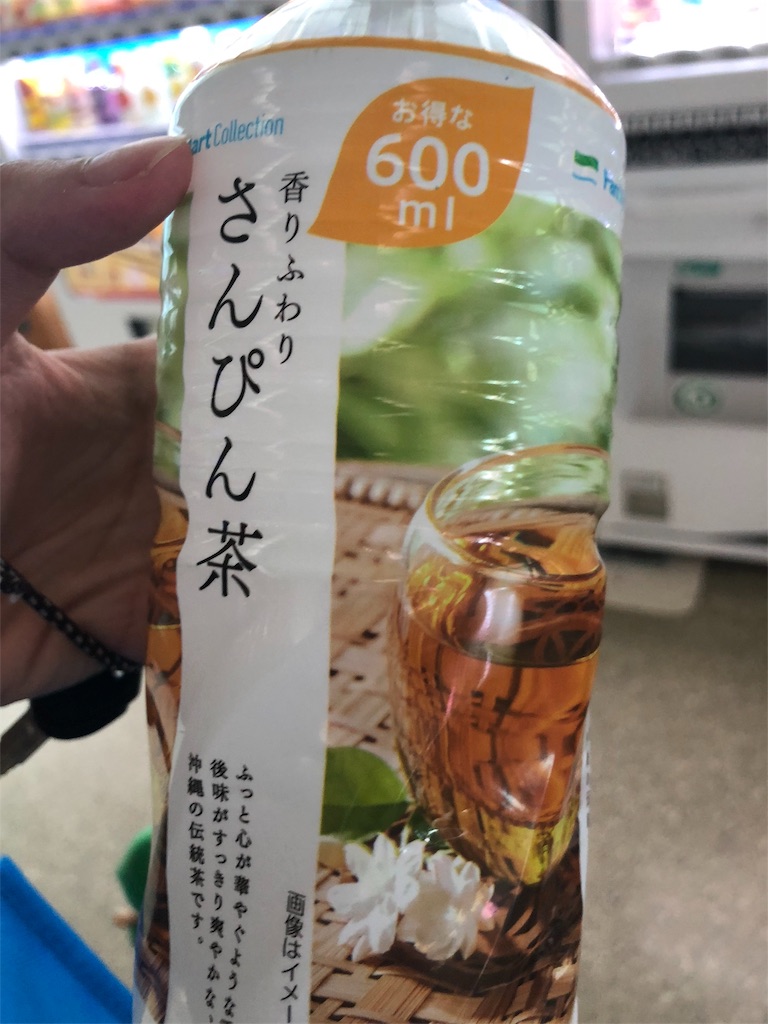 Collection
お得な
600
ml
香りふわり
さんぴん茶
ふっと心が華やぐような
後味がすっきり爽やかな
沖縄の伝統茶です。
画像はイメー